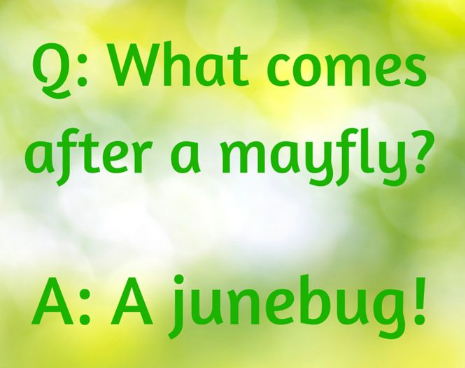 Q: What comes
after a mayfly?
A: A junebug!